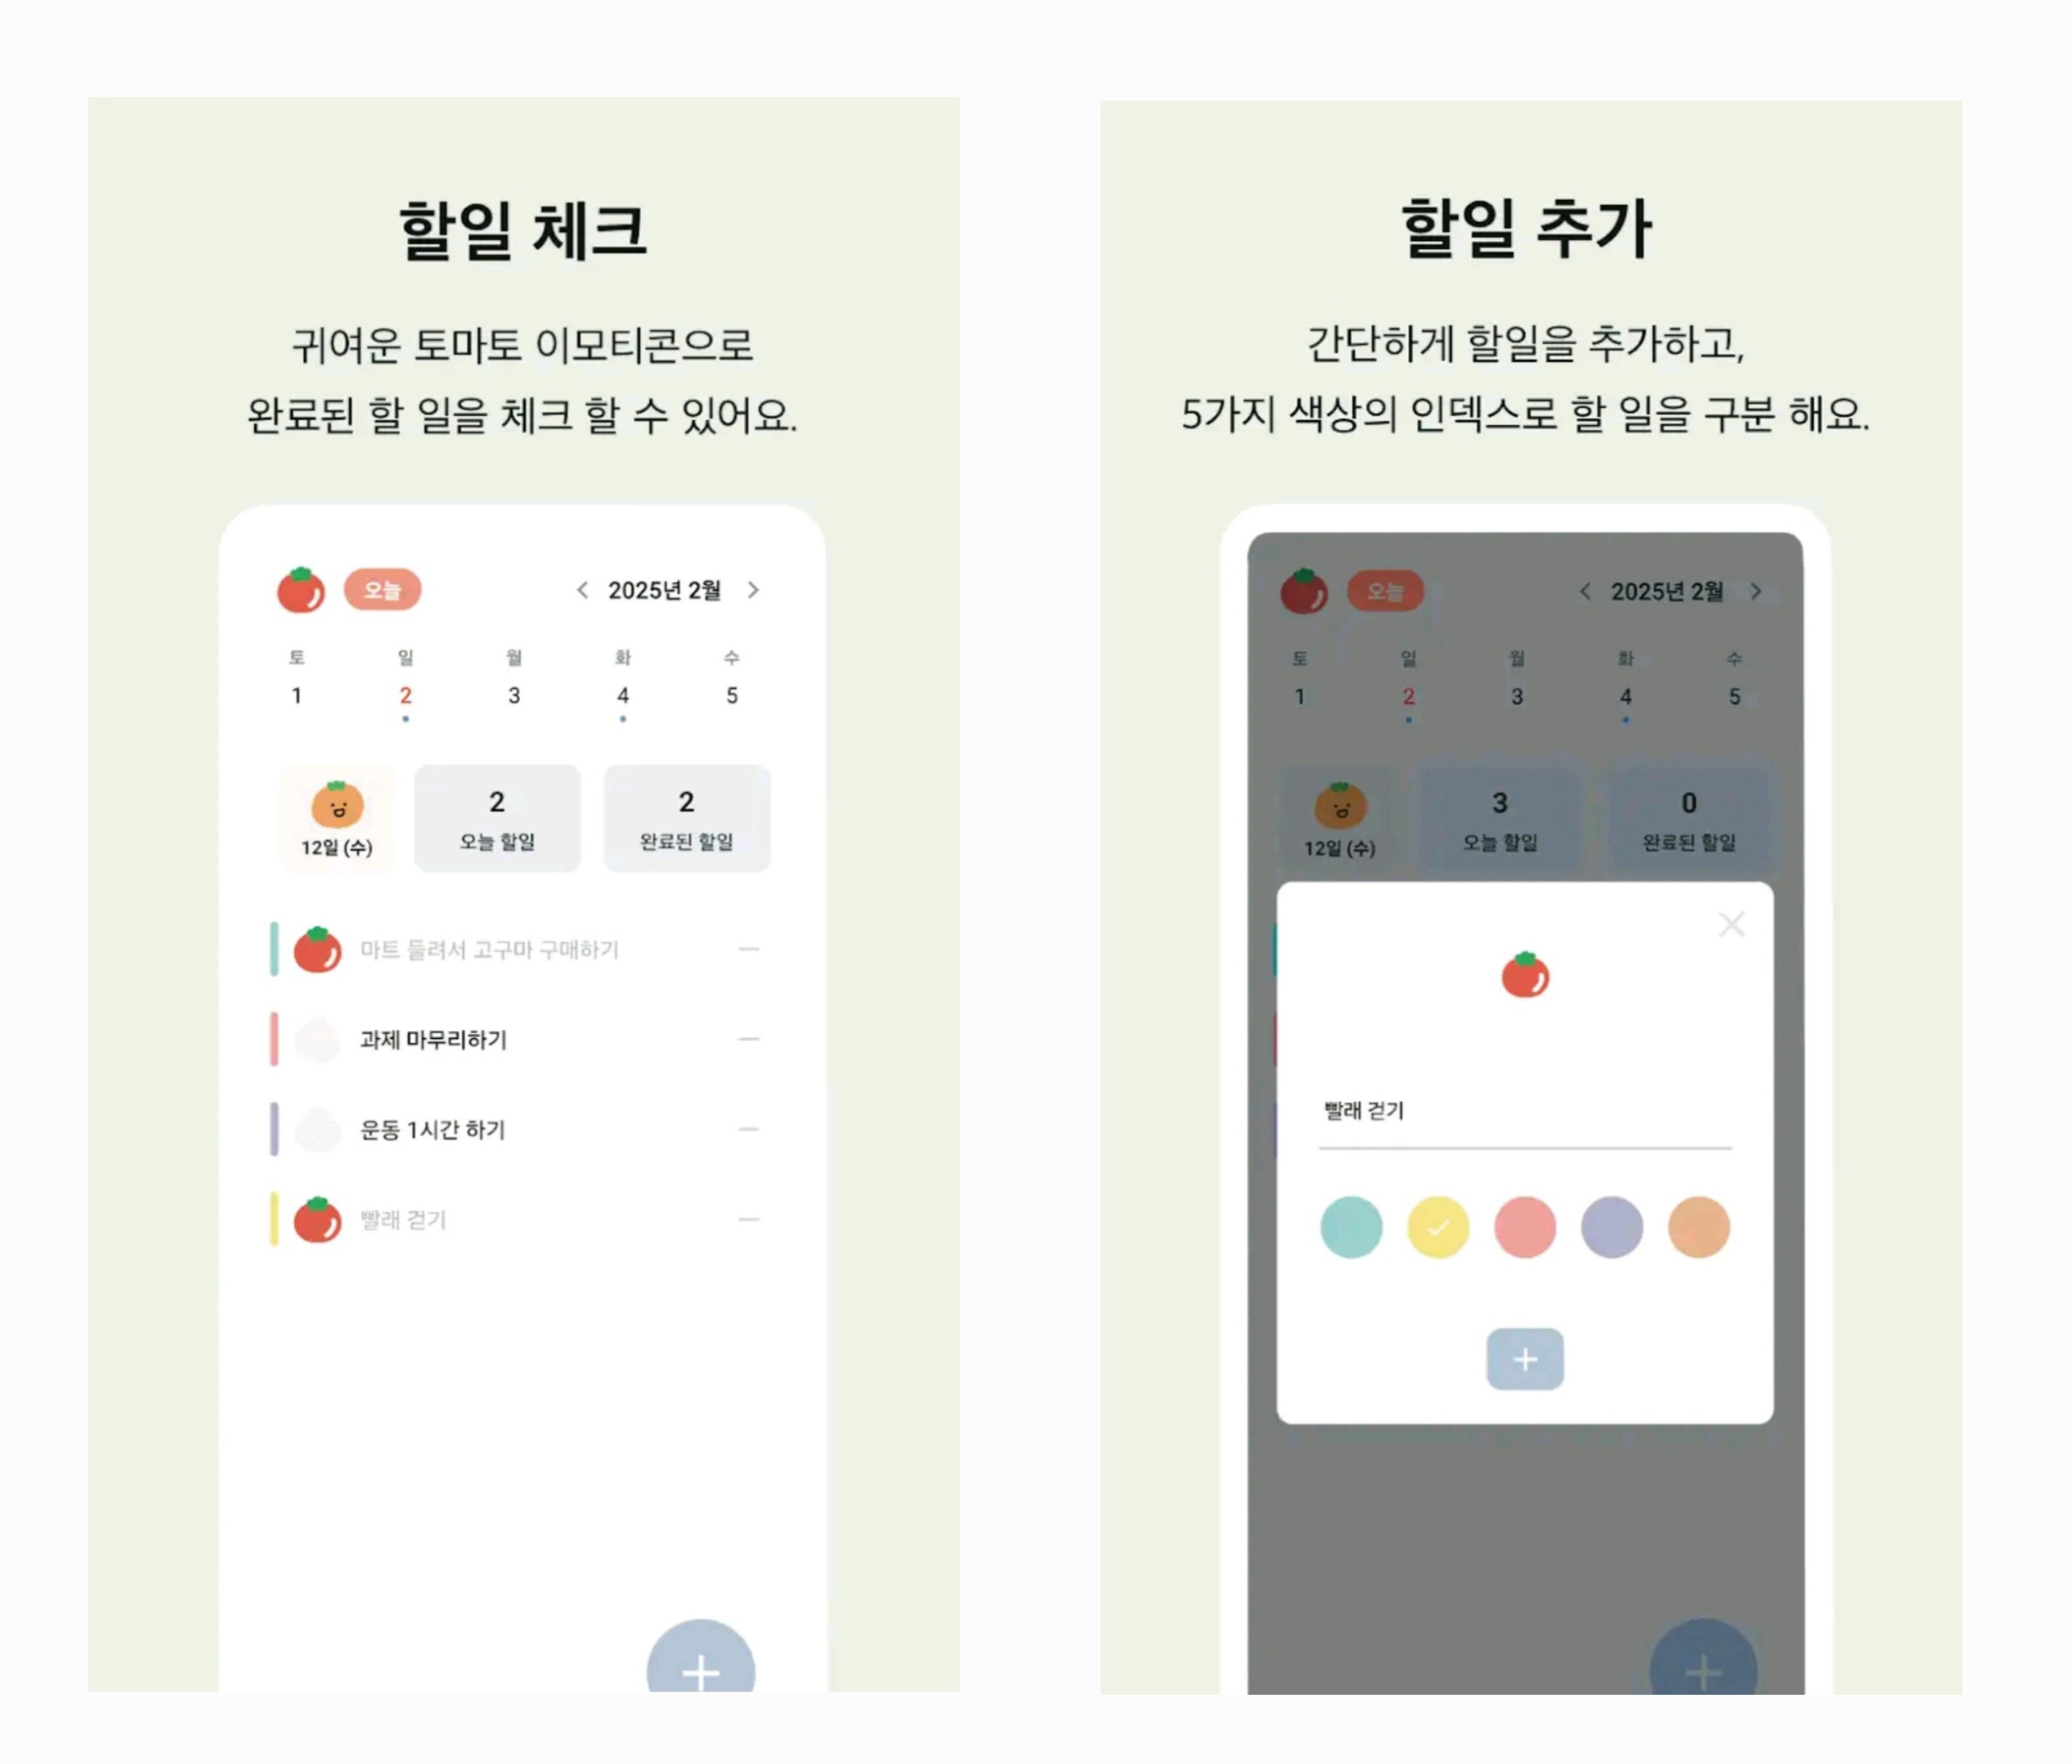 할일 체크
귀여운 토마토 이모티콘으로
완료된 할 일을 체크 할 수 있어요.
오늘
< 2025년 2월 >
토 일 월 화 수
1 2 3 4 5
2
2
12일 (수)
오늘 할일
완료된 할일
마트 들려서 고구마 구매하기
과제 마무리하기
운동 1시간 하기
빨래 걷기
할일 추가
간단하게 할일을 추가하고,
5가지 색상의 인덱스로 할 일을 구분 해요.
오늘
< 2025년 2월 >
토 일 월 화 수
1 2 3 4 5
3
0
12일 (수)
오늘 할일
완료된 할일
빨래 걷기